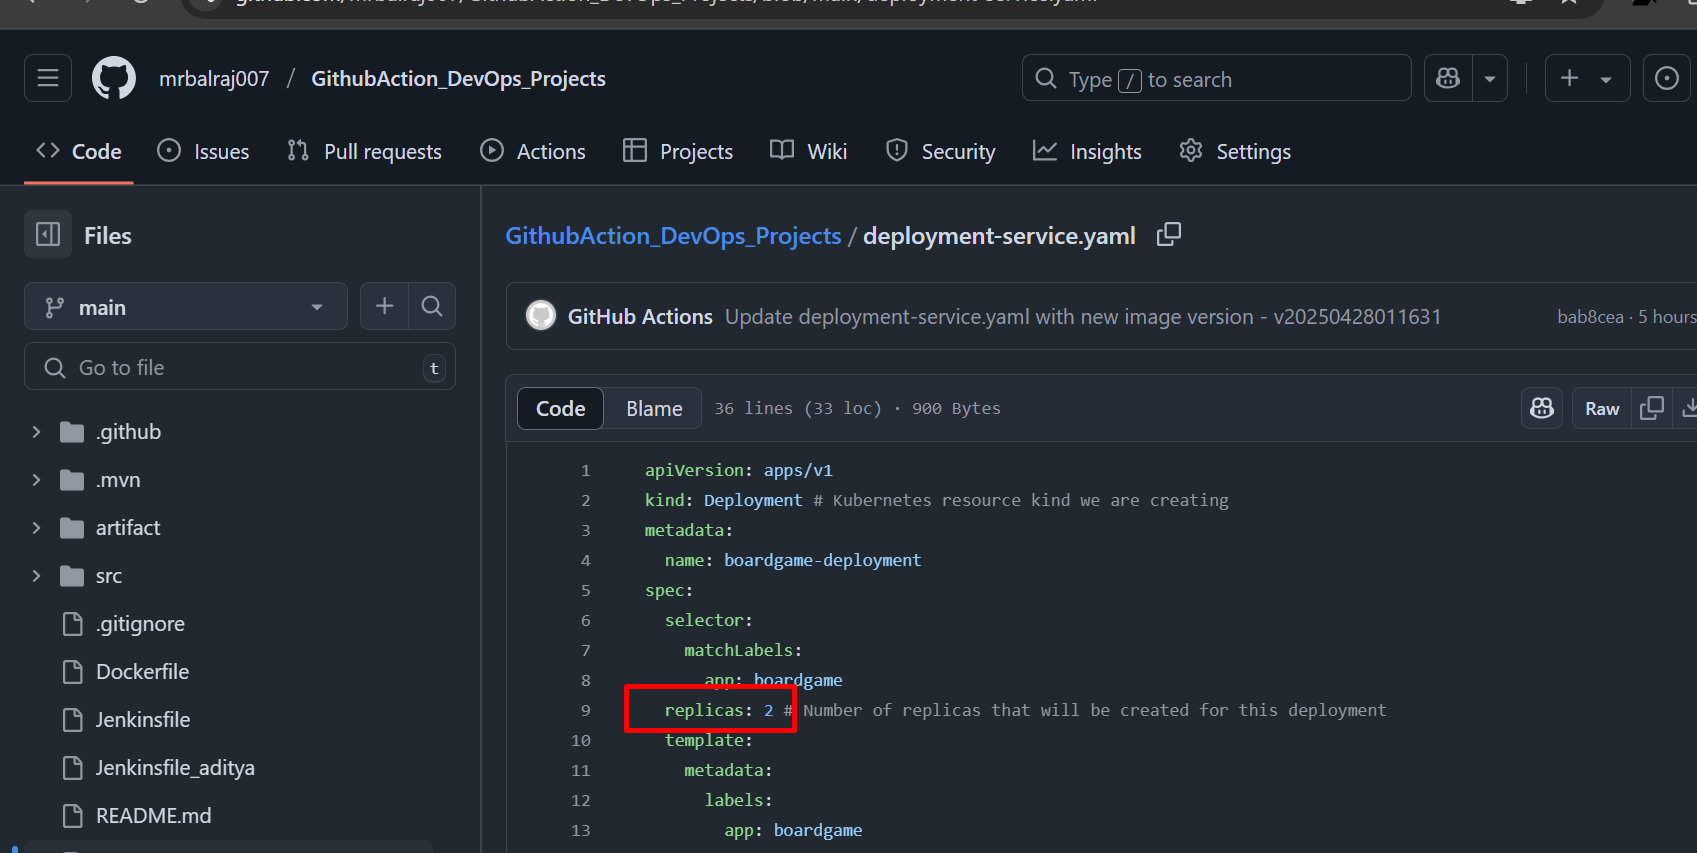 mrbalraj007 / GithubAction_DevOps_Projects
Type / to search
Code Issues Pull requests Actions Projects Wiki Security Insights Settings
Files
main
Go to file t
.github
.mvn
artifact
src
.gitignore
Dockerfile
Jenkinsfile
Jenkinsfile_aditya
README.md
GithubAction_DevOps_Projects / deployment-service.yaml
GitHub Actions Update deployment-service.yaml with new image version - v20250428011631 bab8cea · 5 hours
Code Blame 36 lines (33 loc) · 900 Bytes Raw
1 apiVersion: apps/v1
2 kind: Deployment # Kubernetes resource kind we are creating
3 metadata:
4 name: boardgame-deployment
5 spec:
6 selector:
7 matchLabels:
8 app: boardgame
9 replicas: 2 # Number of replicas that will be created for this deployment
10 template:
11 metadata:
12 labels:
13 app: boardgame